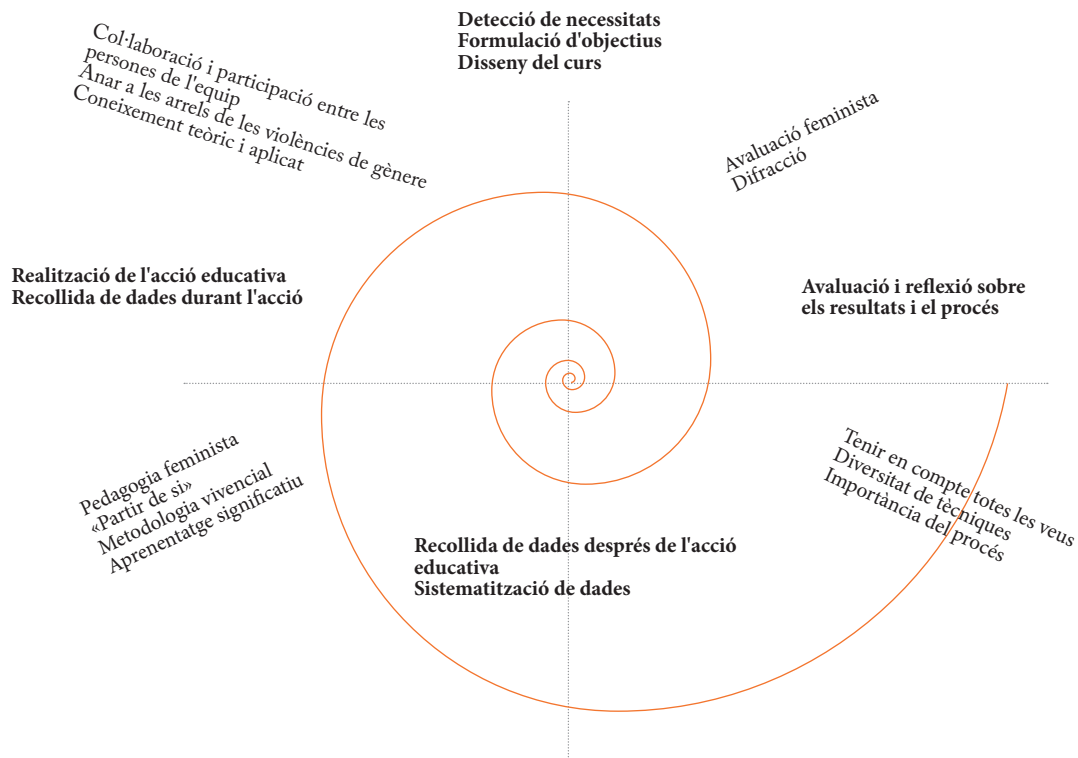 Detecció de necessitats
Formulació d'objectius
Disseny del curs
Col·laboració i participació entre les
persones de l'equip
Anar a les arrels de les violències de gènere
Coneixement teòric i aplicat
Avaluació feminista
Difracció
Realització de l'acció educativa
Recollida de dades durant l'acció
Avaluació i reflexió sobre
els resultats i el procés
Pedagogia feminista
«Partir de si»
Metodologia vivencial
Aprenentatge significatiu
Tenir en compte totes les veus
Diversitat de tècniques
Importància del procés
Recollida de dades després de l'acció
educativa
Sistematització de dades